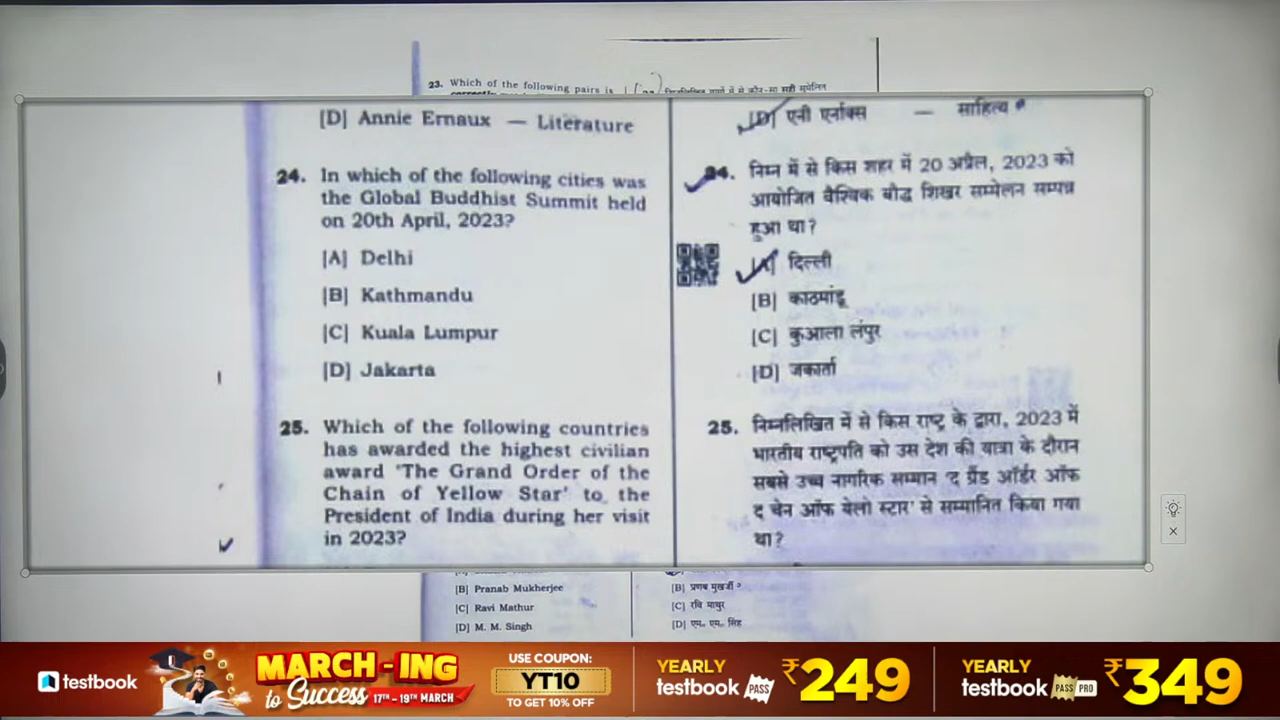 23. Which of the following pairs is
[D] Annie Ernaux — Literature
24. In which of the following cities was
the Global Buddhist Summit held
on 20th April, 2023?
[A] Delhi
[B] Kathmandu
[C] Kuala Lumpur
[D] Jakarta
25. Which of the following countries
has awarded the highest civilian
award 'The Grand Order of the
Chain of Yellow Star' to the
President of India during her visit
in 2023?
[B] Pranab Mukherjee
[C] Ravi Mathur
[D] M. M. Singh
[D] एनी एर्नाक्स — साहित्य
24. निम्न में से किस शहर में 20 अप्रैल, 2023 को
आयोजित वैश्विक बौद्ध शिखर सम्मेलन सम्पन्न
हुआ था?
[A] दिल्ली
[B] काठमांडू
[C] कुआला लंपुर
[D] जकार्ता
25. निम्नलिखित में से किस राष्ट्र के द्वारा, 2023 में
भारतीय राष्ट्रपति को उस देश की यात्रा के दौरान
सबसे उच्च नागरिक सम्मान 'द ग्रैंड ऑर्डर ऑफ
द चेन ऑफ येलो स्टार' से सम्मानित किया गया
था?
[B] प्रणब मुखर्जी
[C] रवि माथुर
[D] एम॰ एम॰ सिंह
testbook
MARCH-ING
to Success 17TH - 19TH MARCH
USE COUPON:
YT10
TO GET 10% OFF
YEARLY
testbook PASS
₹249
YEARLY
testbook PASS PRO
₹349